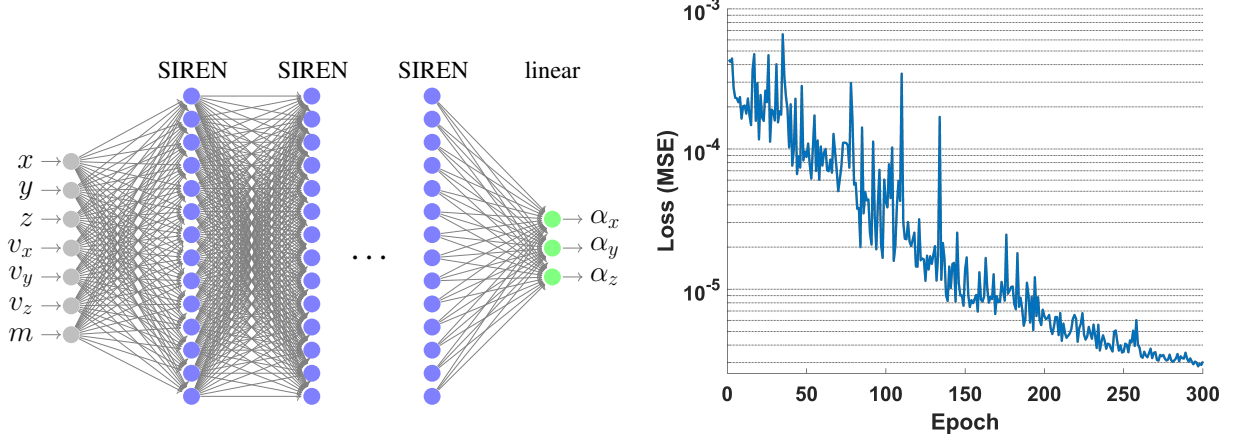 SIREN SIREN SIREN linear
x
y
z
v_x
v_y
v_z
m
...
α_x
α_y
α_z
10^-3
10^-4
10^-5
Loss (MSE)
0 50 100 150 200 250 300
Epoch